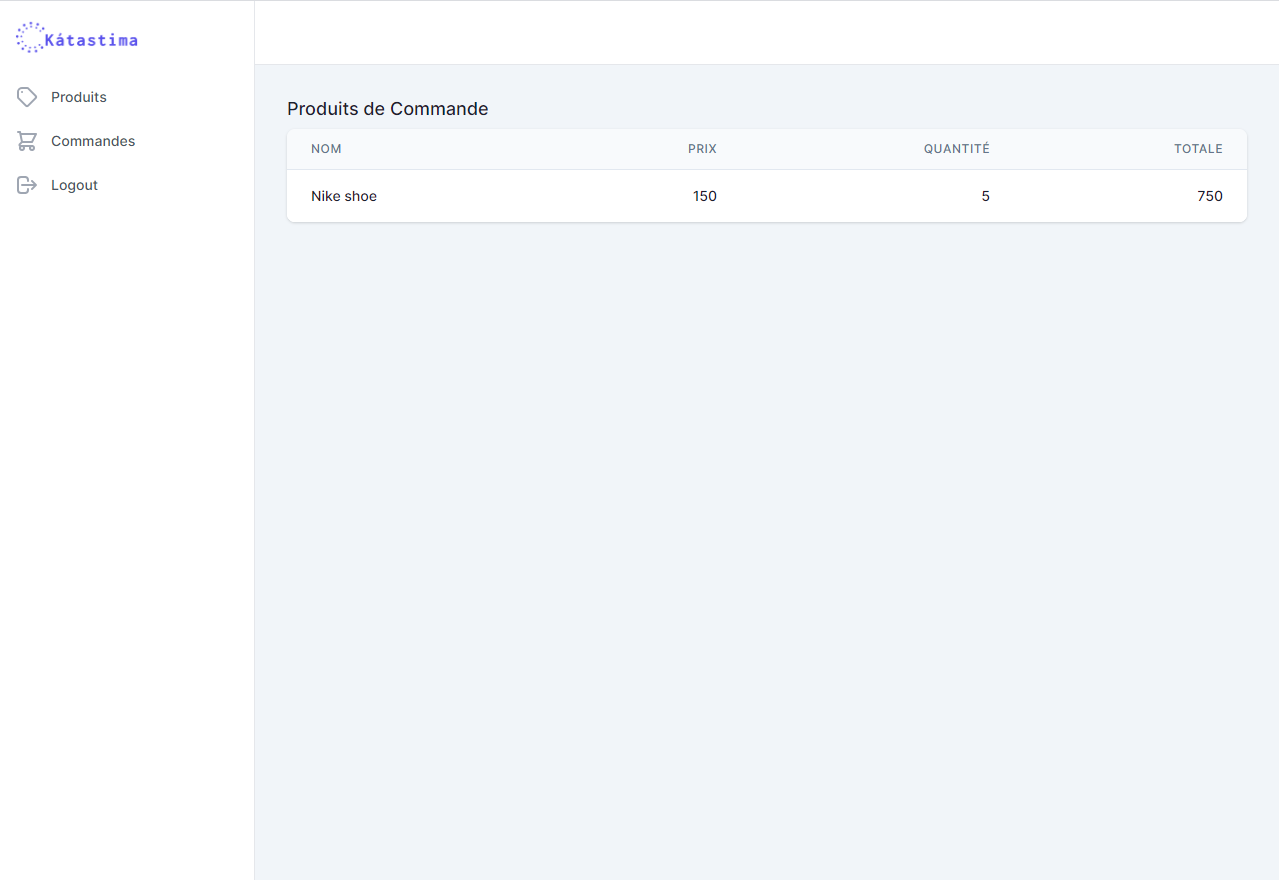 Kátastima
Produits
Commandes
Logout
Produits de Commande
NOM PRIX QUANTITÉ TOTALE
Nike shoe 150 5 750